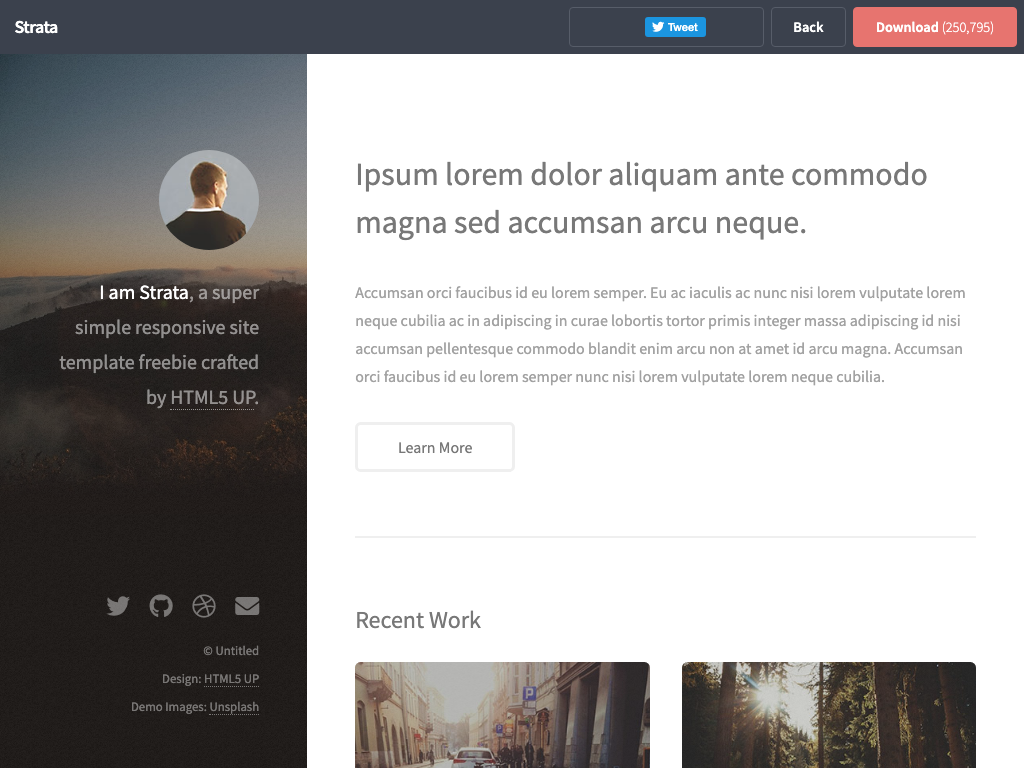 Strata
Tweet
Back
Download (250,795)
I am Strata, a super
simple responsive site
template freebie crafted
by HTML5 UP.
© Untitled
Design: HTML5 UP
Demo Images: Unsplash
Ipsum lorem dolor aliquam ante commodo
magna sed accumsan arcu neque.
Accumsan orci faucibus id eu lorem semper. Eu ac iaculis ac nunc nisi lorem vulputate lorem
neque cubilia ac in adipiscing in curae lobortis tortor primis integer massa adipiscing id nisi
accumsan pellentesque commodo blandit enim arcu non at amet id arcu magna. Accumsan
orci faucibus id eu lorem semper nunc nisi lorem vulputate lorem neque cubilia.
Learn More
Recent Work
P